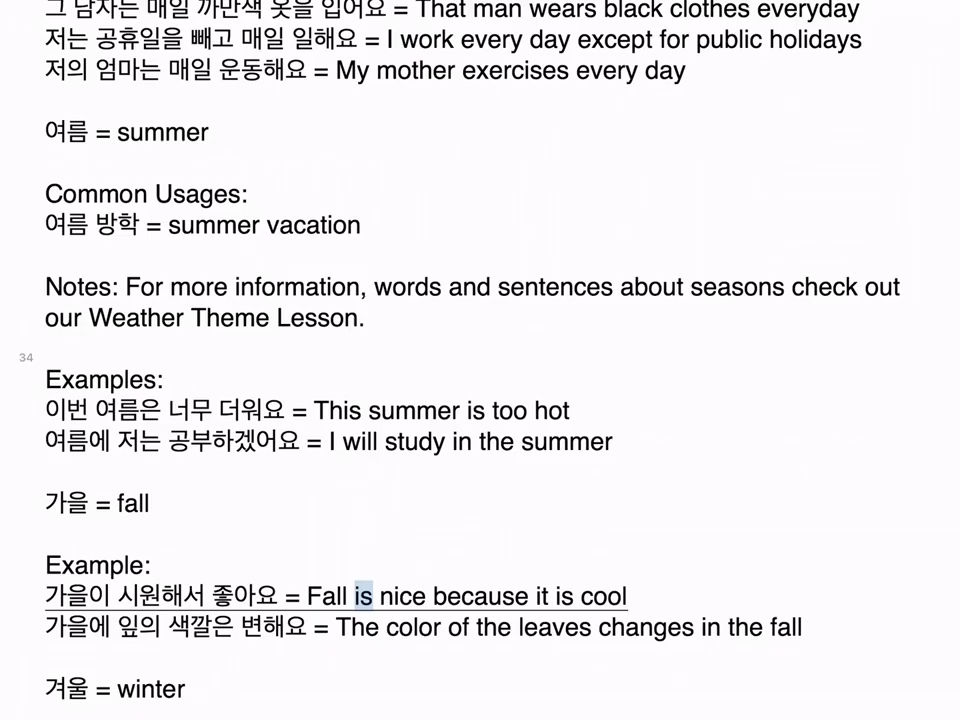 그 남자는 매일 까만색 옷을 입어요 = That man wears black clothes everyday
저는 공휴일을 빼고 매일 일해요 = I work every day except for public holidays
저의 엄마는 매일 운동해요 = My mother exercises every day
여름 = summer
Common Usages:
여름 방학 = summer vacation
Notes: For more information, words and sentences about seasons check out
our Weather Theme Lesson.
34
Examples:
이번 여름은 너무 더워요 = This summer is too hot
여름에 저는 공부하겠어요 = I will study in the summer
가을 = fall
Example:
가을이 시원해서 좋아요 = Fall is nice because it is cool
가을에 잎의 색깔은 변해요 = The color of the leaves changes in the fall
겨울 = winter